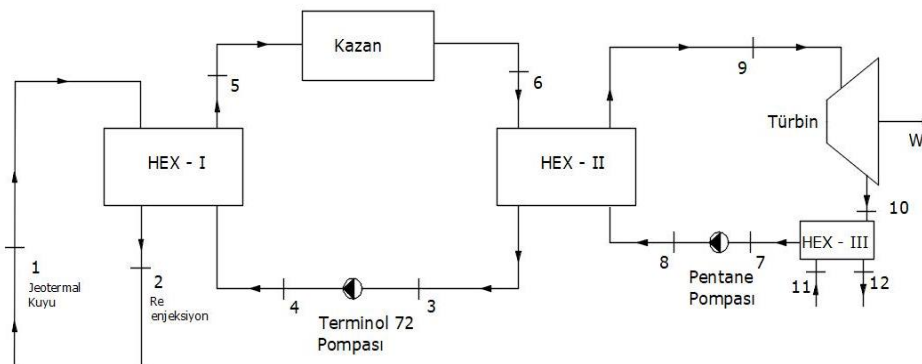 Kazan
5
6
9
Türbin
W
HEX - I
HEX - II
10
HEX - III
1
Jeotermal
Kuyu
2
Re
enjeksiyon
4
3
Terminol 72
Pompası
8
7
Pentane
Pompası
11
12